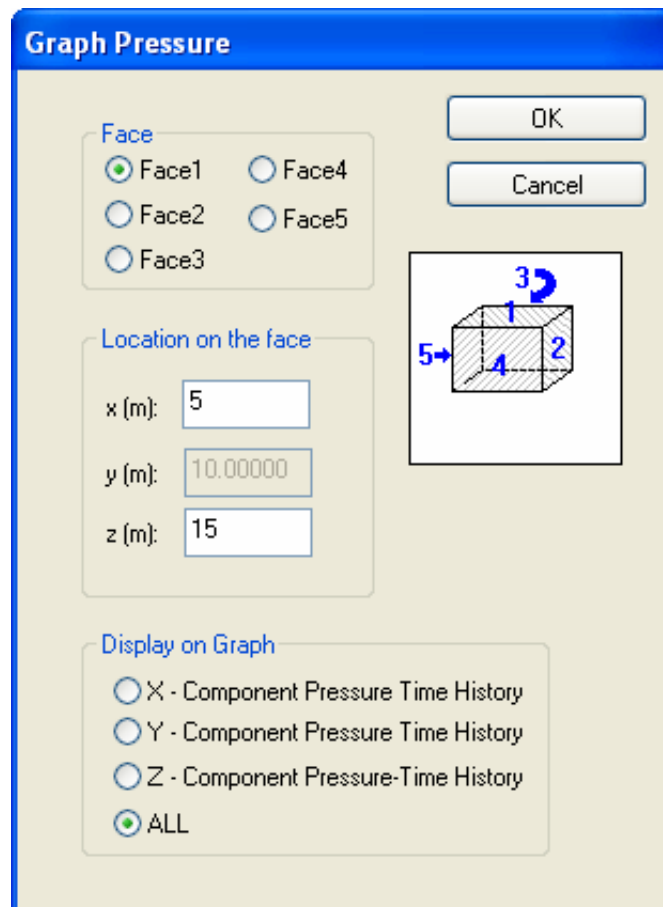 Graph Pressure
OK
Cancel
Face
Face1 Face4
Face2 Face5
Face3
3
1
5 2
4
Location on the face
x (m): 5
y (m): 10.00000
z (m): 15
Display on Graph
X - Component Pressure Time History
Y - Component Pressure Time History
Z - Component Pressure-Time History
ALL